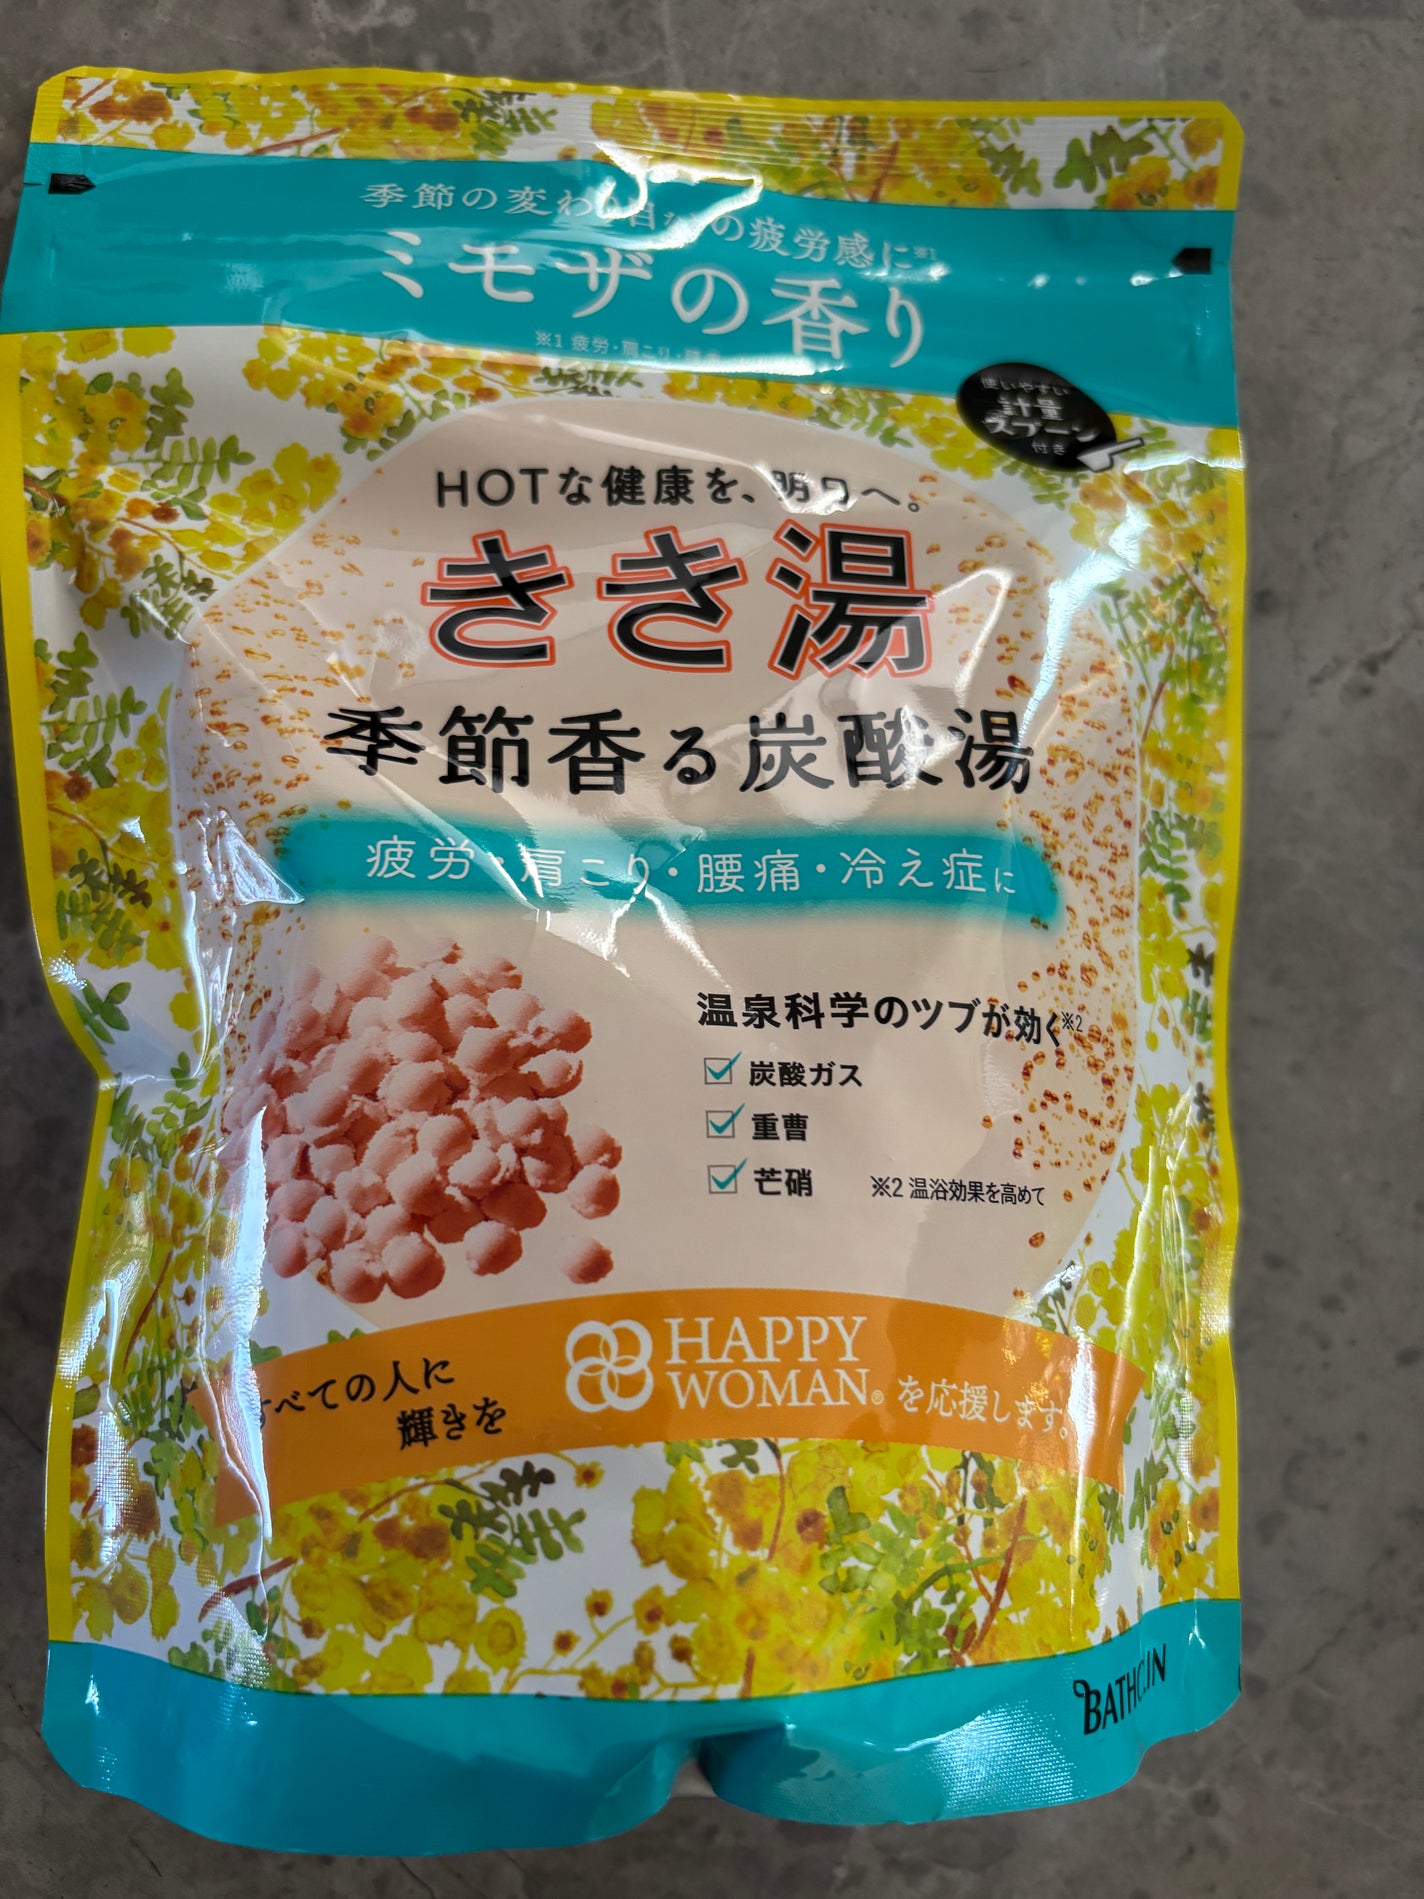 季節の変わり目などの疲労感に※1
ミモザの香り
※1 疲労・肩こり・腰痛
使いやすい
計量
スプーン
付き
HOTな健康を、明日へ。
きき湯
季節香る炭酸湯
疲労・肩こり・腰痛・冷え症に
温泉科学のツブが効く※2
炭酸ガス
重曹
芒硝
※2 温浴効果を高めて
すべての人に
輝きを
HAPPY
WOMAN® を応援します。
BATHCLIN